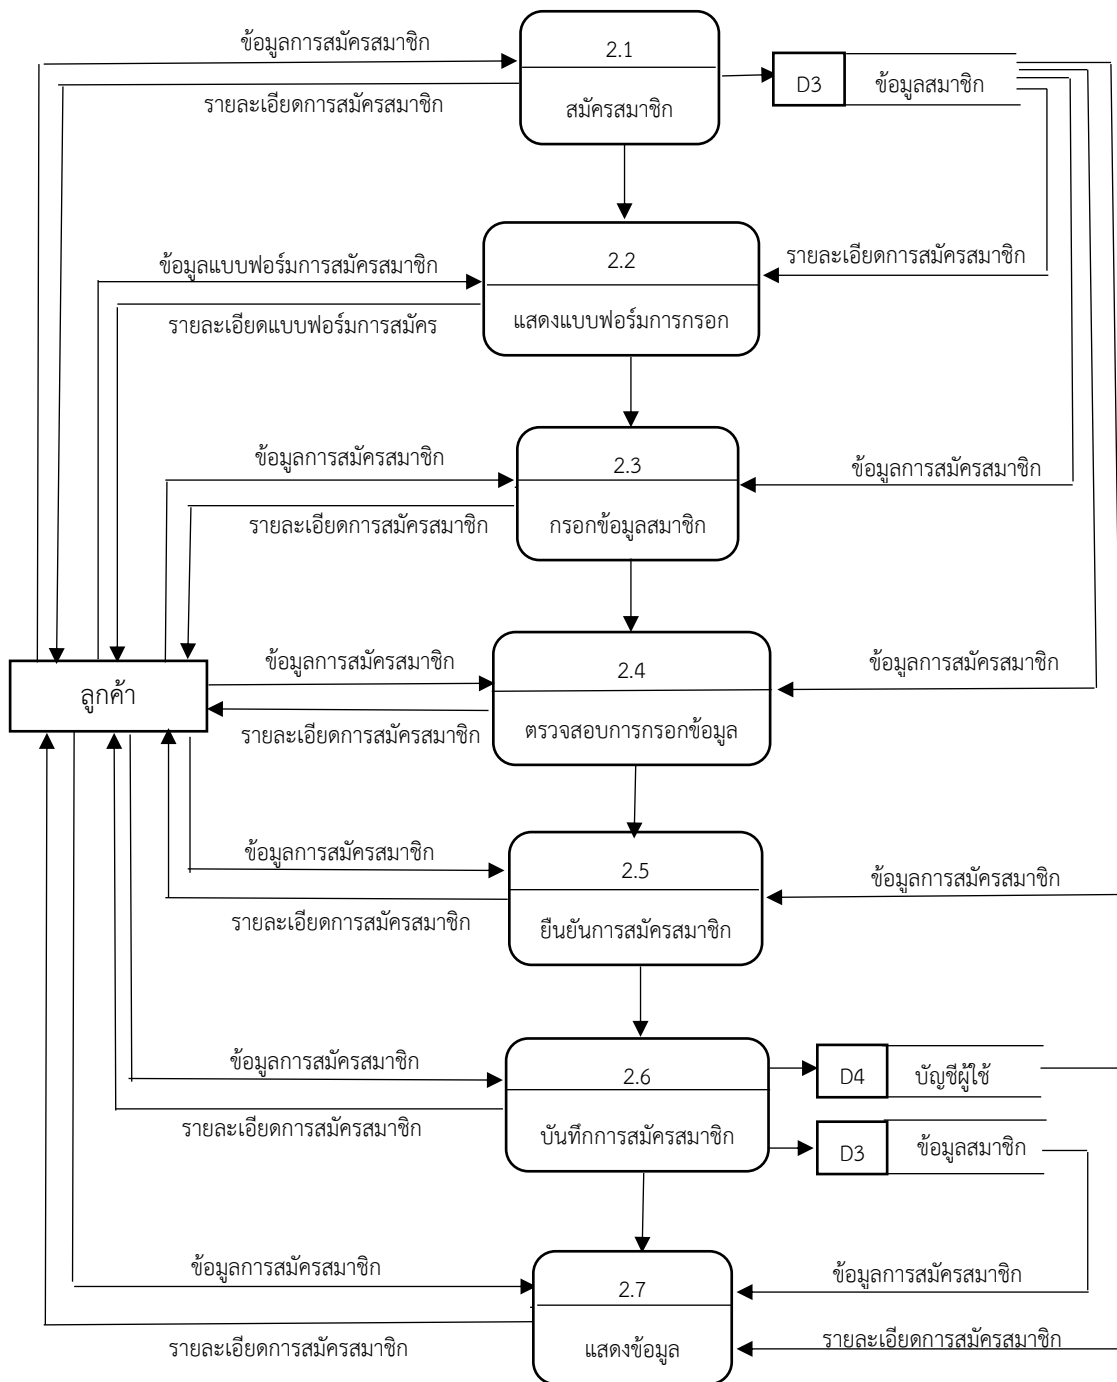 ข้อมูลการสมัครสมาชิก
2.1
D3
ข้อมูลสมาชิก
รายละเอียดการสมัครสมาชิก
สมัครสมาชิก
ข้อมูลแบบฟอร์มการสมัครสมาชิก
2.2
รายละเอียดการสมัครสมาชิก
รายละเอียดแบบฟอร์มการสมัคร
แสดงแบบฟอร์มการกรอก
ข้อมูลการสมัครสมาชิก
2.3
ข้อมูลการสมัครสมาชิก
รายละเอียดการสมัครสมาชิก
กรอกข้อมูลสมาชิก
ข้อมูลการสมัครสมาชิก
2.4
ข้อมูลการสมัครสมาชิก
ลูกค้า
รายละเอียดการสมัครสมาชิก
ตรวจสอบการกรอกข้อมูล
ข้อมูลการสมัครสมาชิก
2.5
ข้อมูลการสมัครสมาชิก
รายละเอียดการสมัครสมาชิก
ยืนยันการสมัครสมาชิก
ข้อมูลการสมัครสมาชิก
2.6
D4
บัญชีผู้ใช้
รายละเอียดการสมัครสมาชิก
บันทึกการสมัครสมาชิก
D3
ข้อมูลสมาชิก
ข้อมูลการสมัครสมาชิก
2.7
ข้อมูลการสมัครสมาชิก
รายละเอียดการสมัครสมาชิก
แสดงข้อมูล
รายละเอียดการสมัครสมาชิก